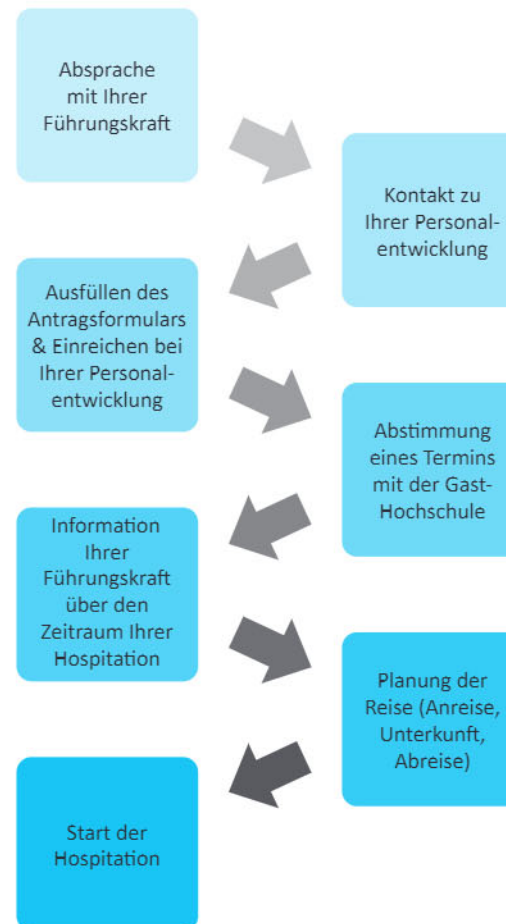 Absprache
mit Ihrer
Führungskraft
Kontakt zu
Ihrer Personal-
entwicklung
Ausfüllen des
Antragsformulars
& Einreichen bei
Ihrer Personal-
entwicklung
Abstimmung
eines Termins
mit der Gast-
Hochschule
Information
Ihrer
Führungskraft
über den
Zeitraum Ihrer
Hospitation
Planung der
Reise (Anreise,
Unterkunft,
Abreise)
Start der
Hospitation